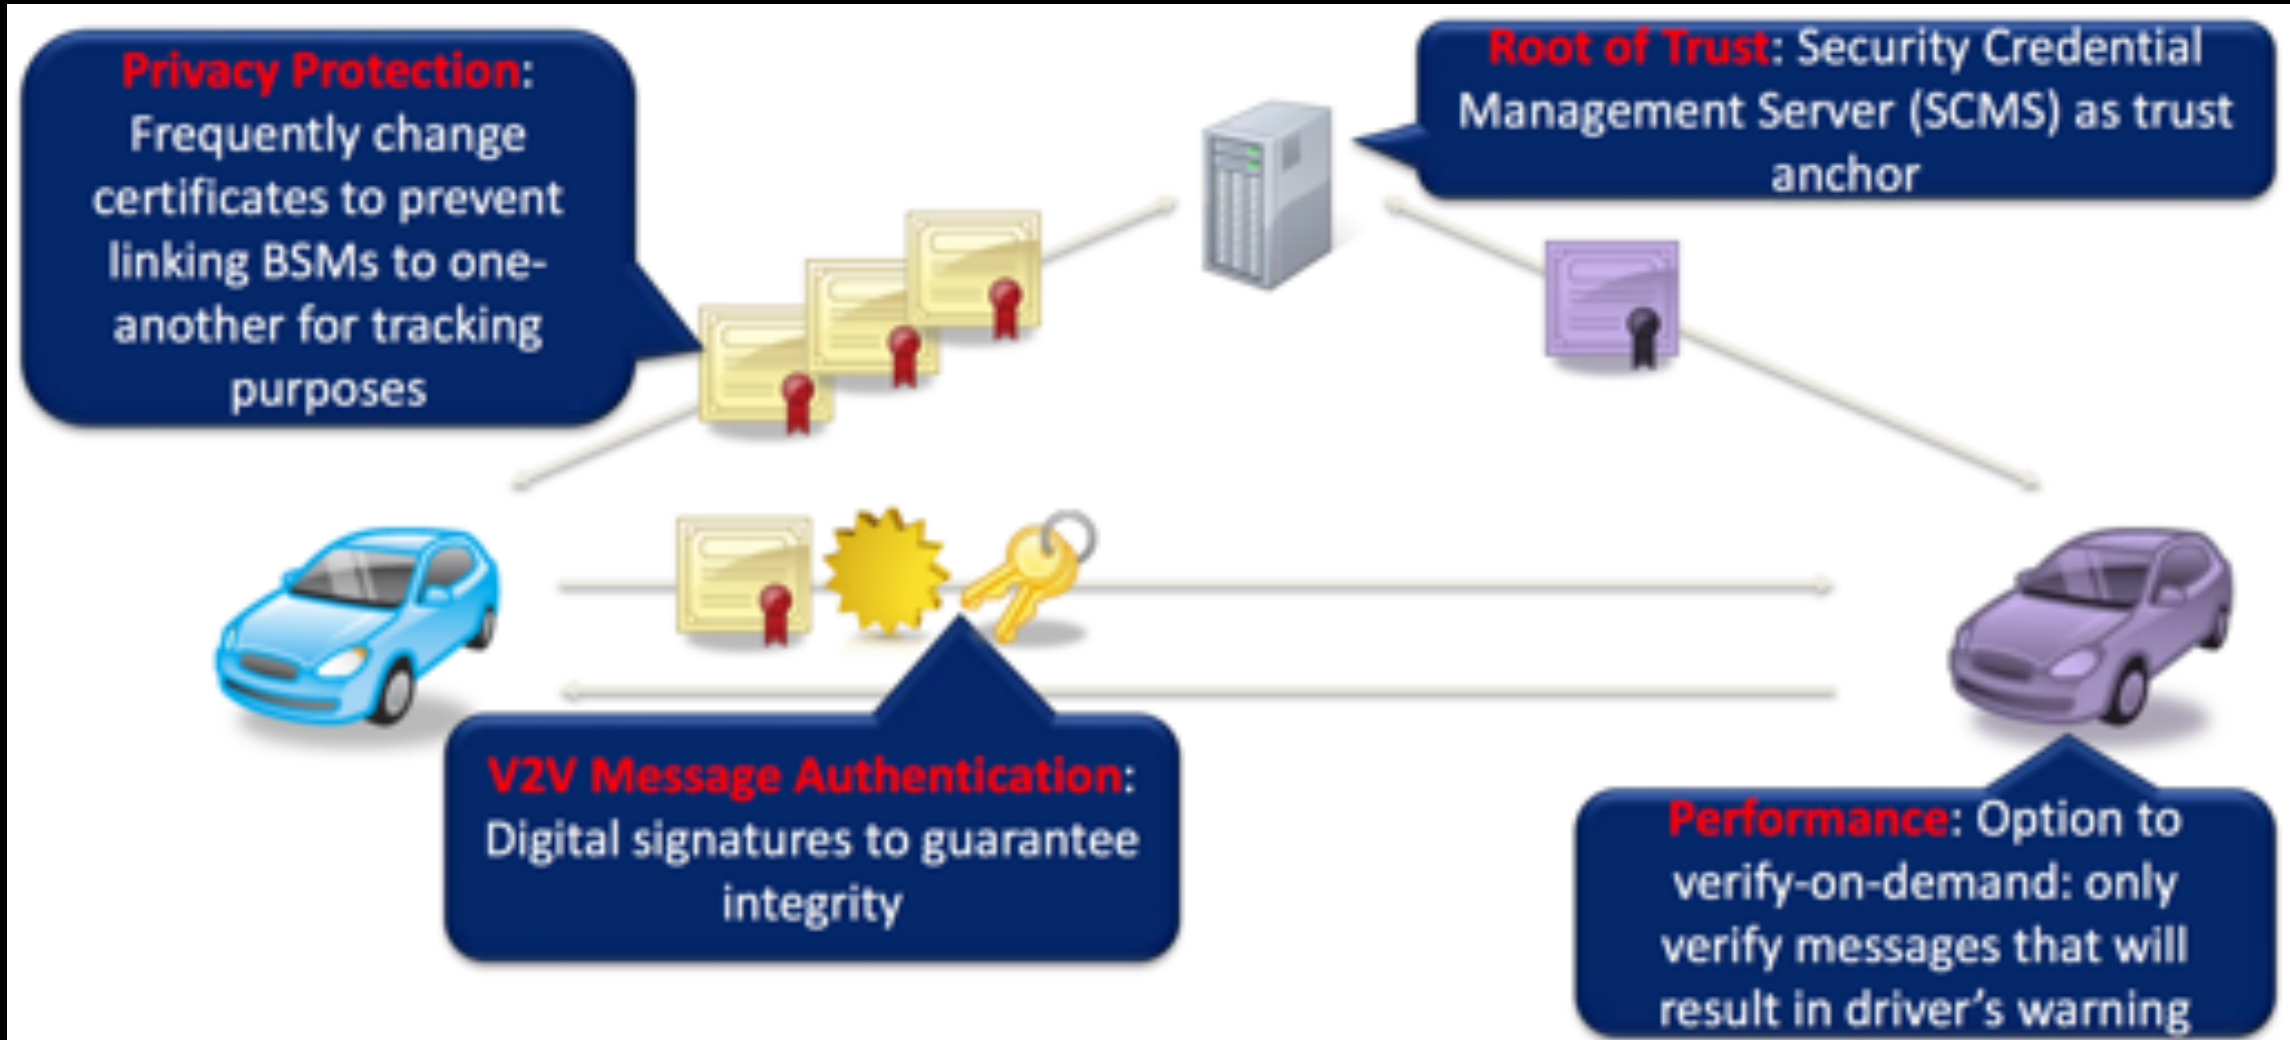 Privacy Protection:
Frequently change
certificates to prevent
linking BSMs to one-
another for tracking
purposes
Root of Trust: Security Credential
Management Server (SCMS) as trust
anchor
V2V Message Authentication:
Digital signatures to guarantee
integrity
Performance: Option to
verify-on-demand: only
verify messages that will
result in driver's warning